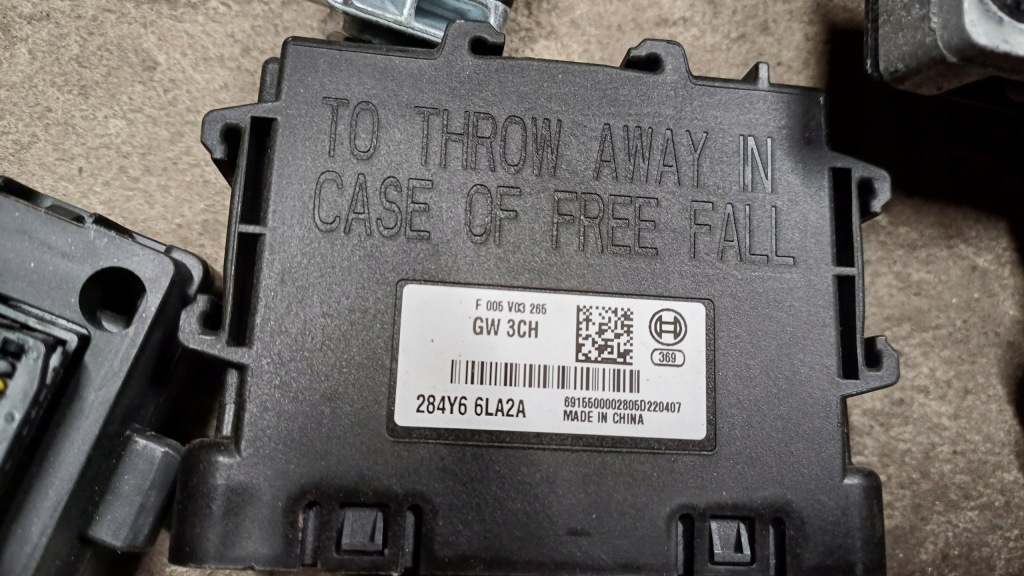 TO THROW AWAY IN
CASE OF FREE FALL
F 005 V03 265
GW 3CH
369
284Y6 6LA2A
6915500002805D220407
MADE IN CHINA